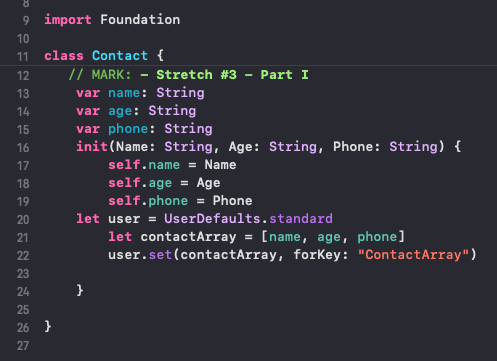 8
9 import Foundation
10
11 class Contact {
12 // MARK: - Stretch #3 - Part I
13 var name: String
14 var age: String
15 var phone: String
16 init(Name: String, Age: String, Phone: String) {
17 self.name = Name
18 self.age = Age
19 self.phone = Phone
20 let user = UserDefaults.standard
21 let contactArray = [name, age, phone]
22 user.set(contactArray, forKey: "ContactArray")
23
24 }
25
26 }
27